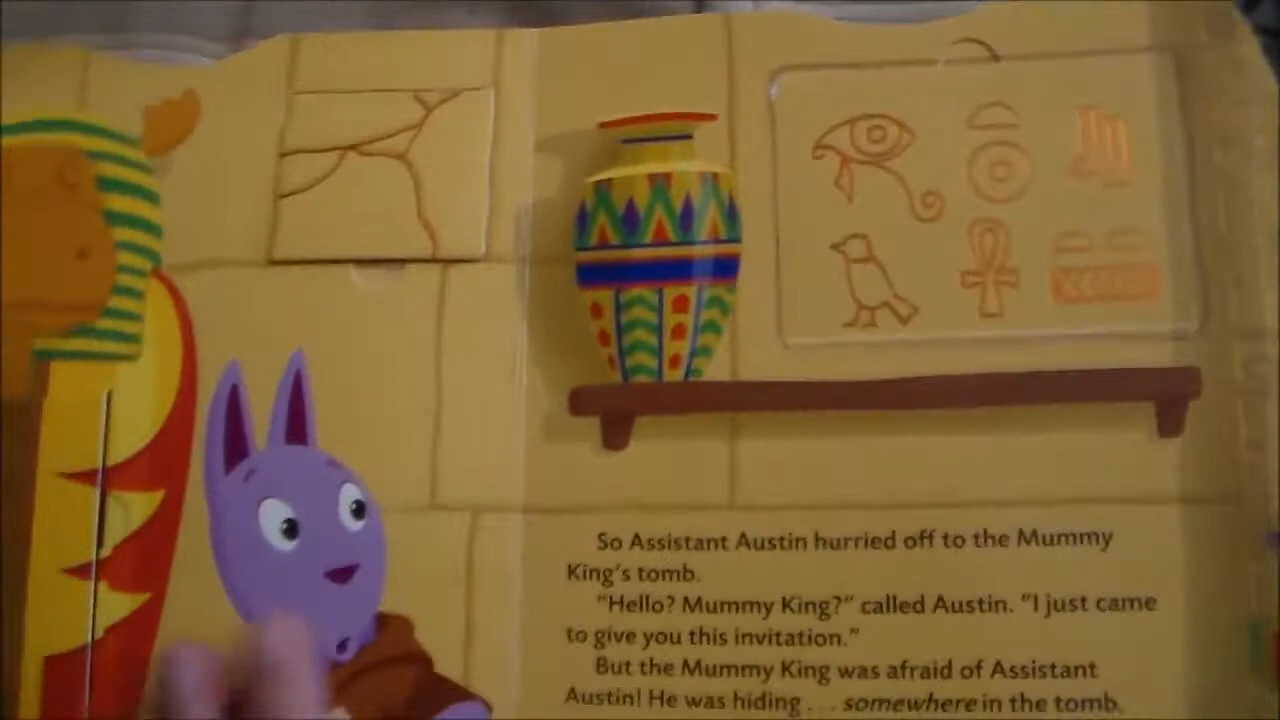 So Assistant Austin hurried off to the Mummy
King's tomb.
"Hello? Mummy King?" called Austin. "I just came
to give you this invitation."
But the Mummy King was afraid of Assistant
Austin! He was hiding . . . somewhere in the tomb.